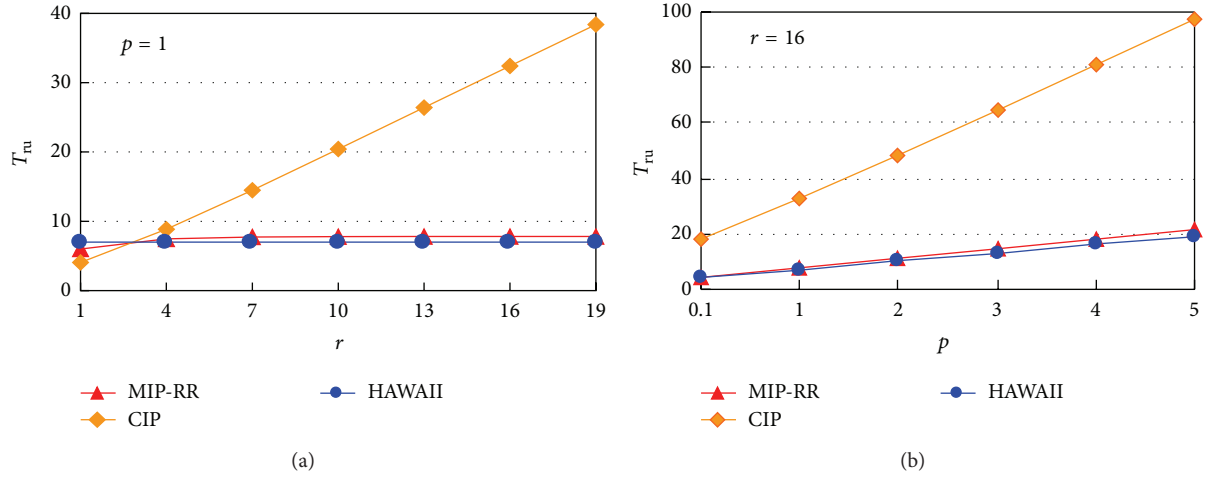 40
30
20
10
0
T_ru
p = 1
1 4 7 10 13 16 19
r
MIP-RR
HAWAII
CIP
(a)
100
80
60
40
20
0
T_ru
r = 16
0.1 1 2 3 4 5
p
MIP-RR
HAWAII
CIP
(b)